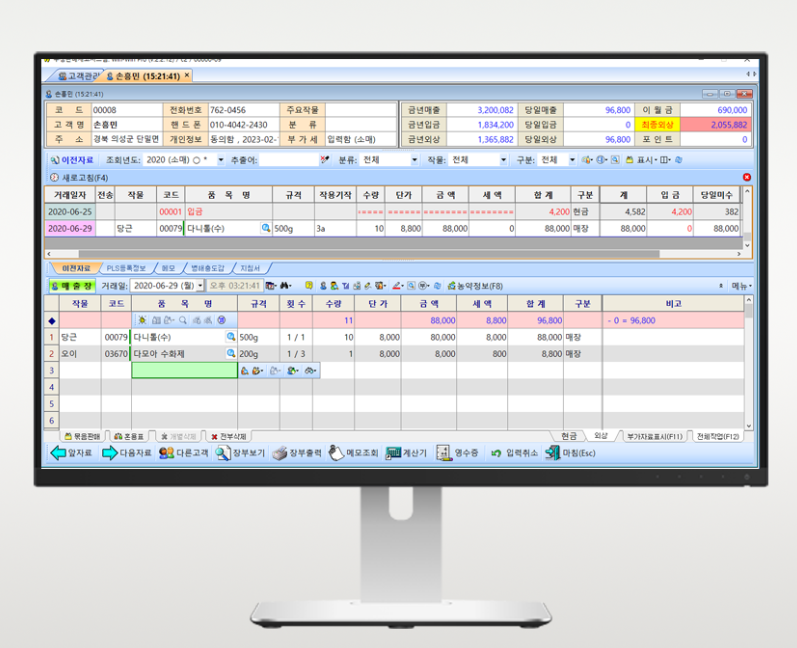 고객관리 손흥민 (15:21:41) ×
손흥민 (15:21:41)
코 드 00008 전화번호 762-0456 주요작물 금년매출 3,200,082 당일매출 96,800 이 월 금 690,000
고 객 명 손흥민 핸 드 폰 010-4042-2430 분 류 금년입금 1,834,200 당일입금 0 최종외상 2,055,882
주 소 경북 의성군 단밀면 개인정보 동의함 , 2023-02- 부 가 세 입력함 (소매) 금년외상 1,365,882 당일외상 96,800 포 인 트 0
이전자료 조회년도: 2020 (소매) ○ * 추출어: 분류: 전체 작물: 전체 구분: 전체 표시
새로고침(F4)
거래일자 전송 작물 코드 품 목 명 규격 적용기작 수량 단가 금 액 세 액 합 계 구분 계 입 금 당일미수
2020-06-25 00001 입금 4,200 현금 4,582 4,200 382
2020-06-29 당근 00079 다니톨(수) 500g 3a 10 8,800 88,000 0 88,000 매장 88,000 0 88,000
이전자료 PLS등록정보 메모 병해충도감 지침서
매 출 장 거래일: 2020-06-29 (월) 오후 03:21:41 농약정보(F8) 메뉴
작물 코드 품 목 명 규격 횟 수 수량 단 가 금 액 세 액 합 계 구분 비고
11 88,000 8,800 96,800 - 0 = 96,800
1 당근 00079 다니톨(수) 500g 1 / 1 10 8,000 80,000 8,000 88,000 매장
2 오이 03670 다모아 수화제 200g 1 / 3 1 8,000 8,000 800 8,800 매장
3
4
5
6
묶음판매 혼용표 개별삭제 전부삭제 현금 외상 부가자료표시(F11) 전체작업(F12)
앞자료 다음자료 다른고객 장부보기 장부출력 메모조회 계산기 영수증 입력취소 마침(Esc)